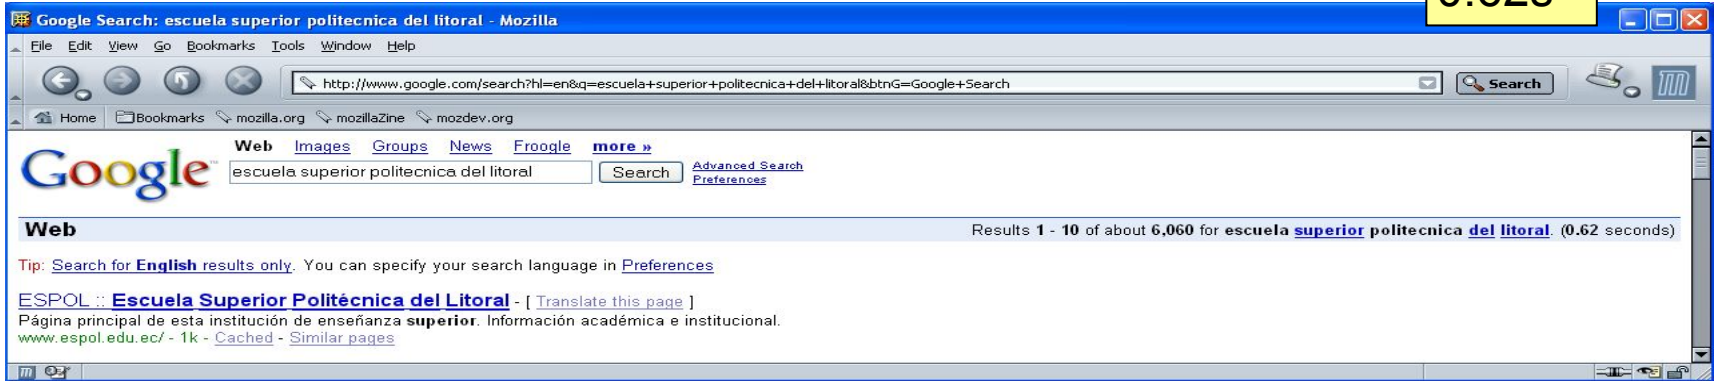 Google Search: escuela superior politecnica del litoral - Mozilla
File Edit View Go Bookmarks Tools Window Help
http://www.google.com/search?hl=en&q=escuela+superior+politecnica+del+litoral&btnG=Google+Search Search
Home Bookmarks mozilla.org mozillaZine mozdev.org
Google™ Web Images Groups News Froogle more »
escuela superior politecnica del litoral Search Advanced Search
Preferences
Web Results 1 - 10 of about 6,060 for escuela superior politecnica del litoral. (0.62 seconds)
Tip: Search for English results only. You can specify your search language in Preferences
ESPOL :: Escuela Superior Politécnica del Litoral - [ Translate this page ]
Página principal de esta institución de enseñanza superior. Información académica e institucional.
www.espol.edu.ec/ - 1k - Cached - Similar pages